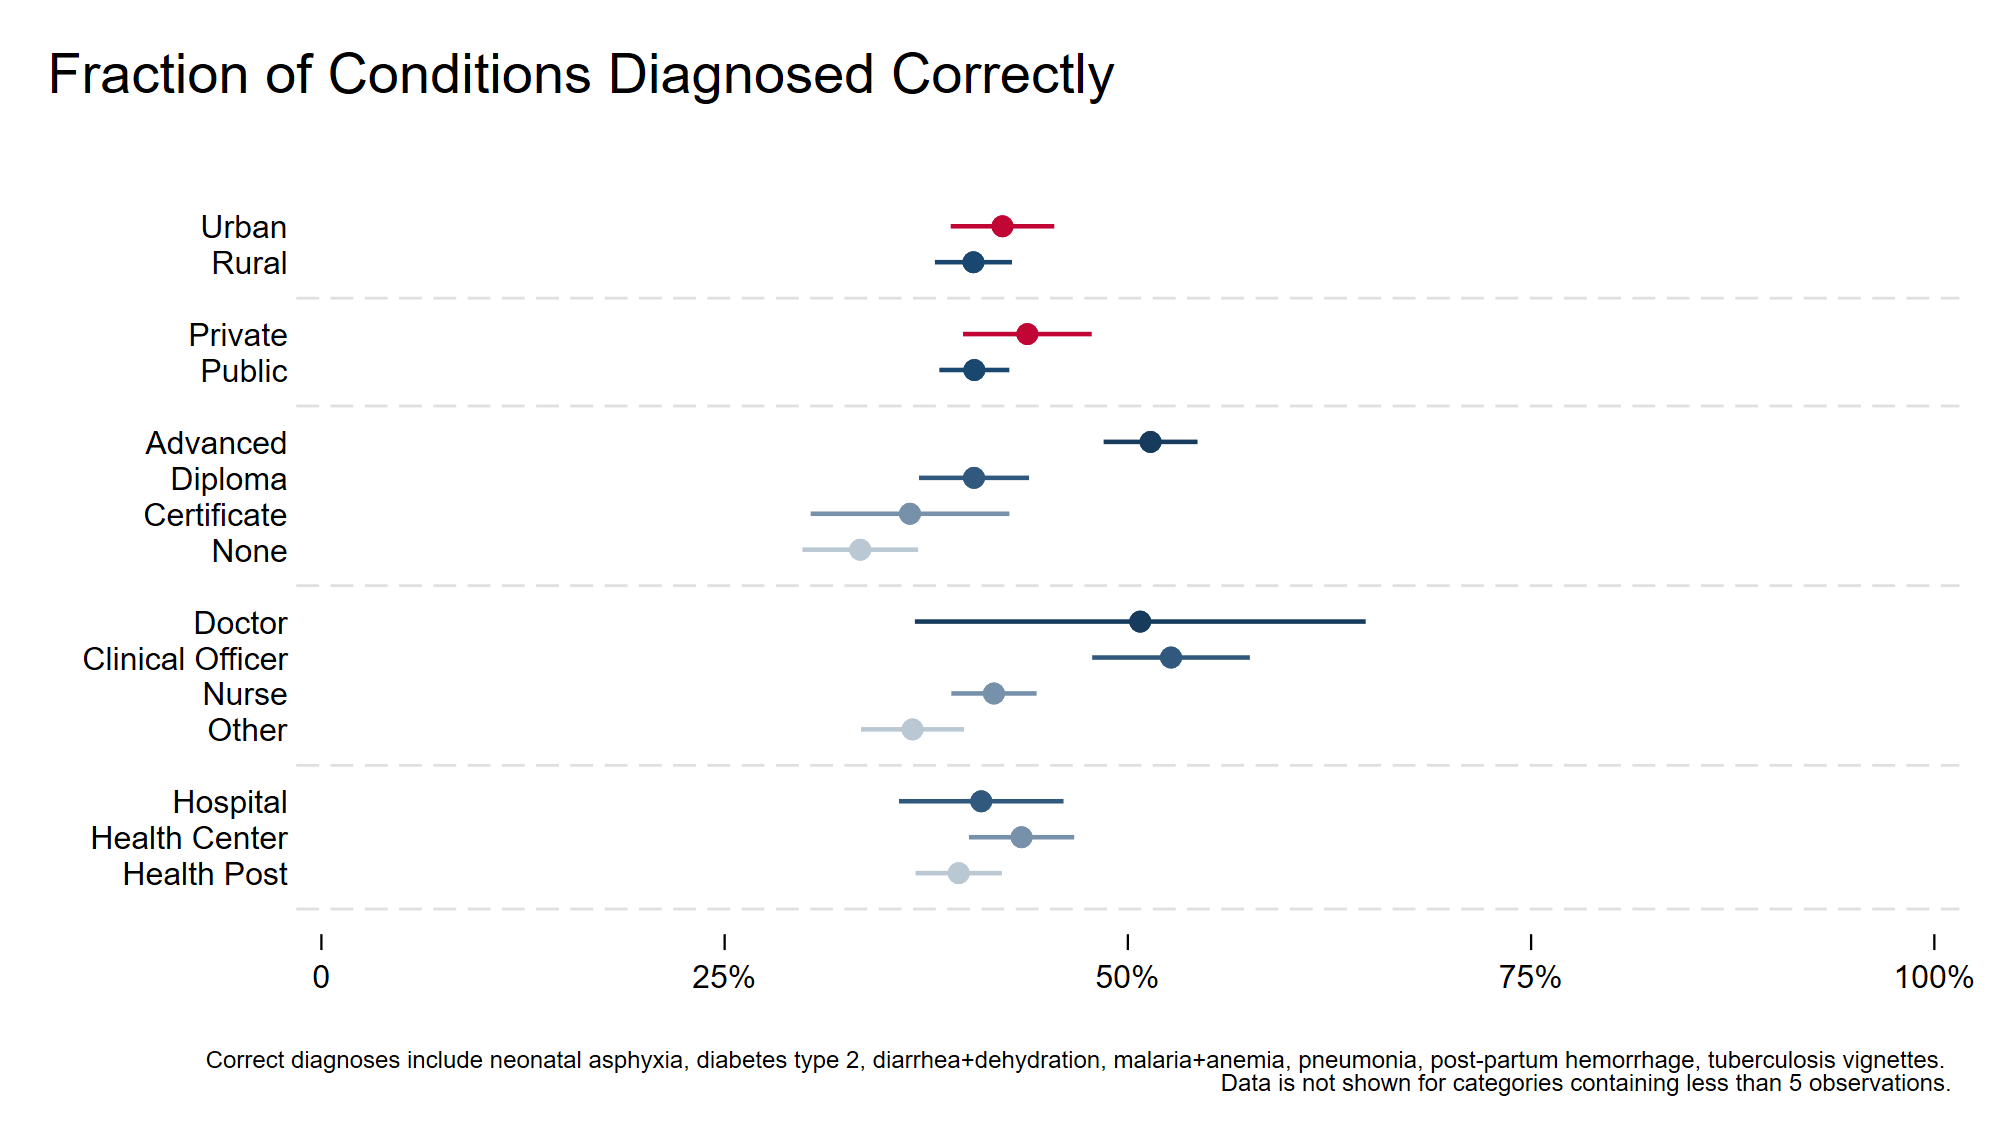 Fraction of Conditions Diagnosed Correctly
Urban
Rural
Private
Public
Advanced
Diploma
Certificate
None
Doctor
Clinical Officer
Nurse
Other
Hospital
Health Center
Health Post
0 25% 50% 75% 100%
Correct diagnoses include neonatal asphyxia, diabetes type 2, diarrhea+dehydration, malaria+anemia, pneumonia, post-partum hemorrhage, tuberculosis vignettes.
Data is not shown for categories containing less than 5 observations.